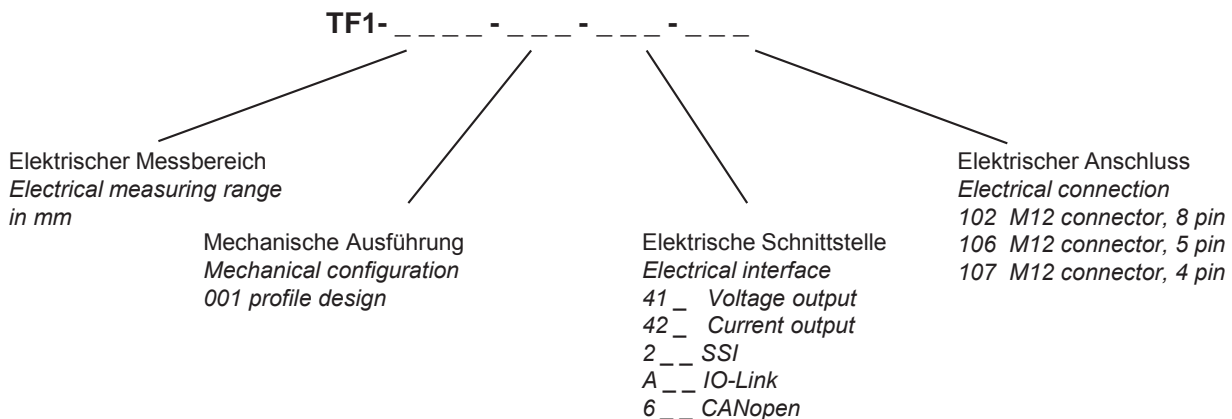 TF1- _ _ _ _ - _ _ _ - _ _ _ - _ _ _
Elektrischer Messbereich
Electrical measuring range
in mm
Mechanische Ausführung
Mechanical configuration
001 profile design
Elektrische Schnittstelle
Electrical interface
41 _ Voltage output
42 _ Current output
2 _ _ SSI
A _ _ IO-Link
6 _ _ CANopen
Elektrischer Anschluss
Electrical connection
102 M12 connector, 8 pin
106 M12 connector, 5 pin
107 M12 connector, 4 pin